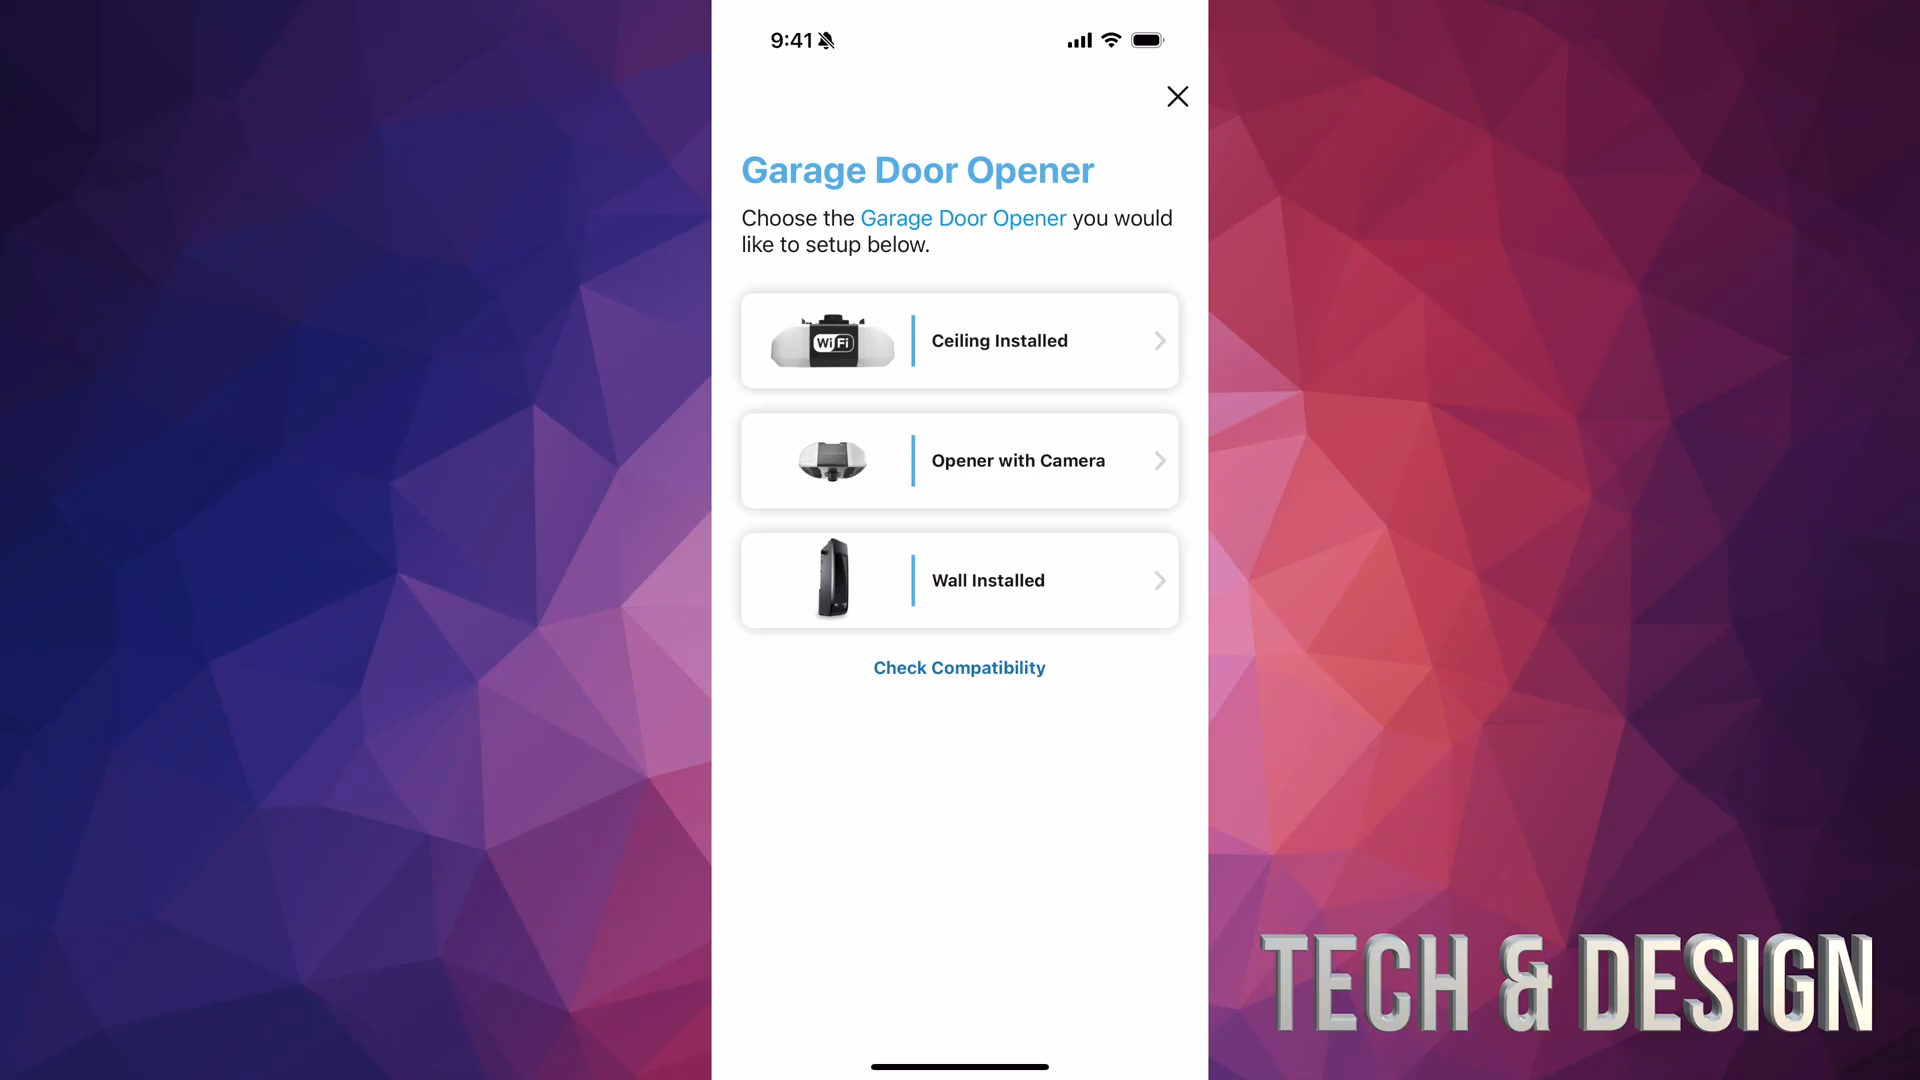 9:41
Garage Door Opener
Choose the Garage Door Opener you would
like to setup below.
WiFi
Ceiling Installed
Opener with Camera
Wall Installed
Check Compatibility
TECH & DESIGN